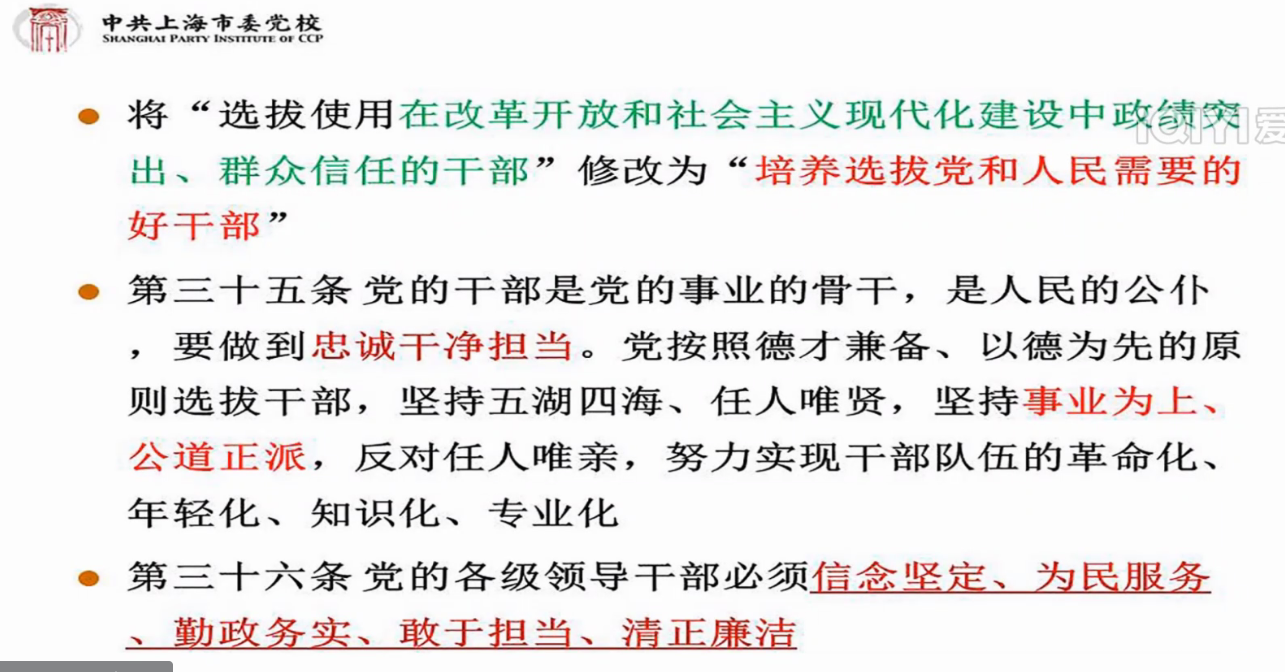 中共上海市委党校
SHANGHAI PARTY INSTITUTE OF CCP
将“选拔使用在改革开放和社会主义现代化建设中政绩突
iQIYI 爱
出、群众信任的干部”修改为“培养选拔党和人民需要的
好干部”
第三十五条 党的干部是党的事业的骨干，是人民的公仆
，要做到忠诚干净担当。党按照德才兼备、以德为先的原
则选拔干部，坚持五湖四海、任人唯贤，坚持事业为上、
公道正派，反对任人唯亲，努力实现干部队伍的革命化、
年轻化、知识化、专业化
第三十六条 党的各级领导干部必须信念坚定、为民服务
、勤政务实、敢于担当、清正廉洁